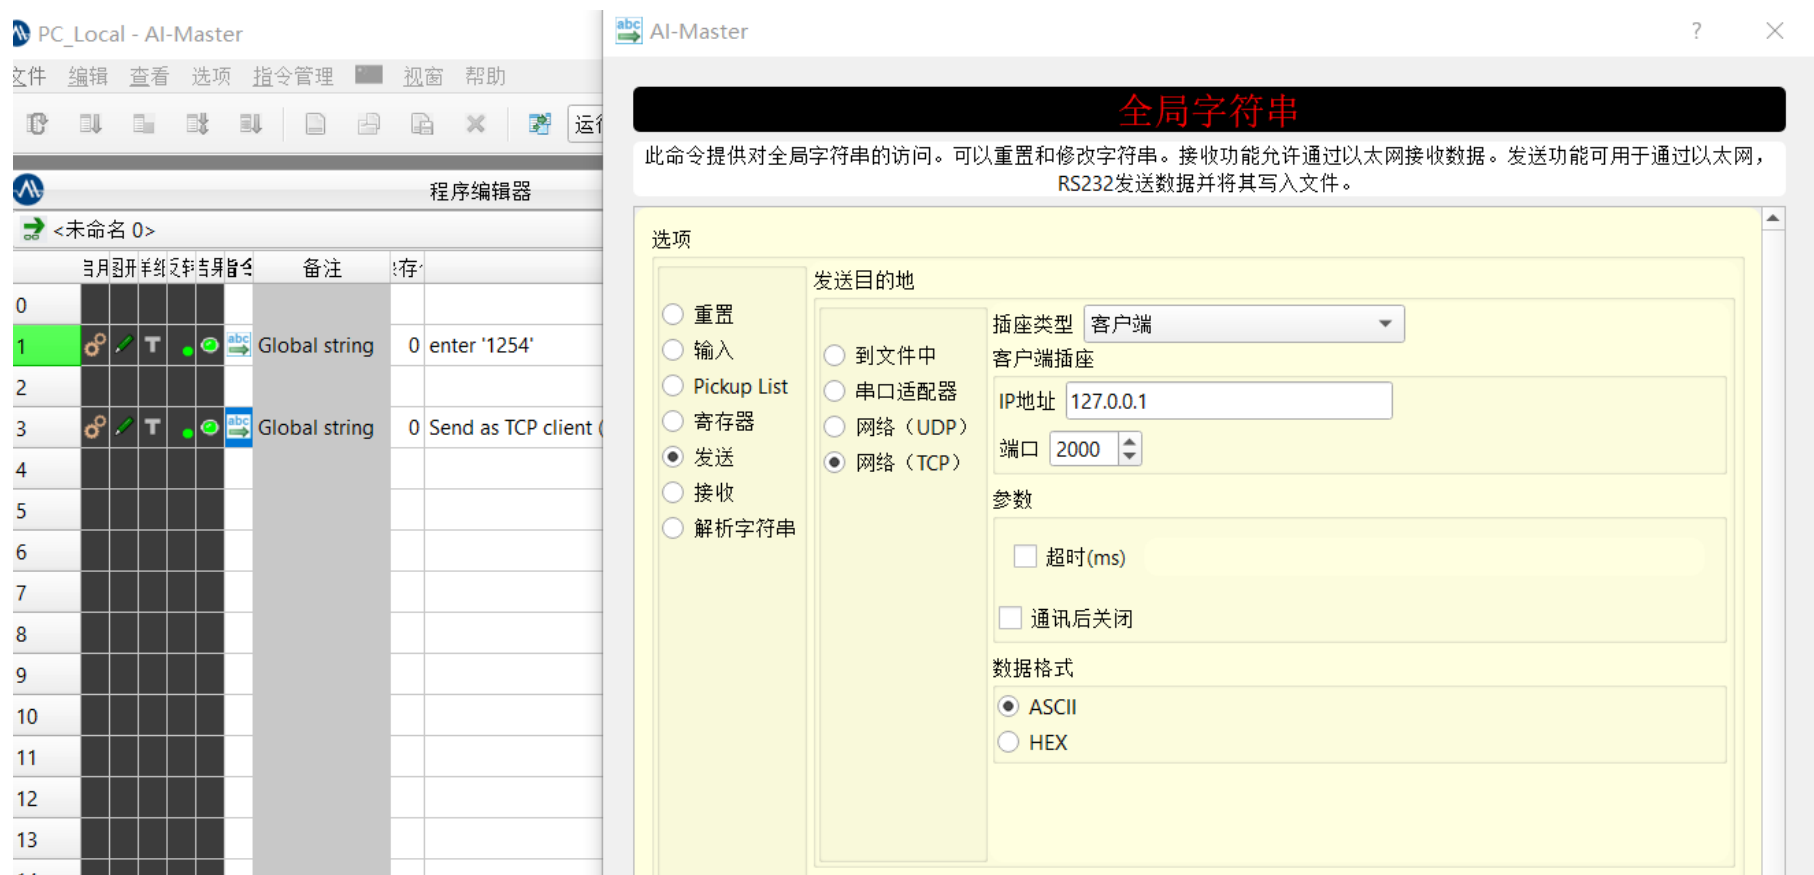 PC_Local - AI-Master
文件 编辑 查看 选项 指令管理 视窗 帮助
程序编辑器
<未命名 0>
备注
0
1 T Global string 0 enter '1254'
2
3 T Global string 0 Send as TCP client (
4
5
6
7
8
9
10
11
12
13
AI-Master
全局字符串
此命令提供对全局字符串的访问。可以重置和修改字符串。接收功能允许通过以太网接收数据。发送功能可用于通过以太网，
RS232发送数据并将其写入文件。
选项
重置
输入
Pickup List
寄存器
发送
接收
解析字符串
发送目的地
到文件中
串口适配器
网络（UDP）
网络（TCP）
插座类型 客户端
客户端插座
IP地址 127.0.0.1
端口 2000
参数
超时(ms)
通讯后关闭
数据格式
ASCII
HEX